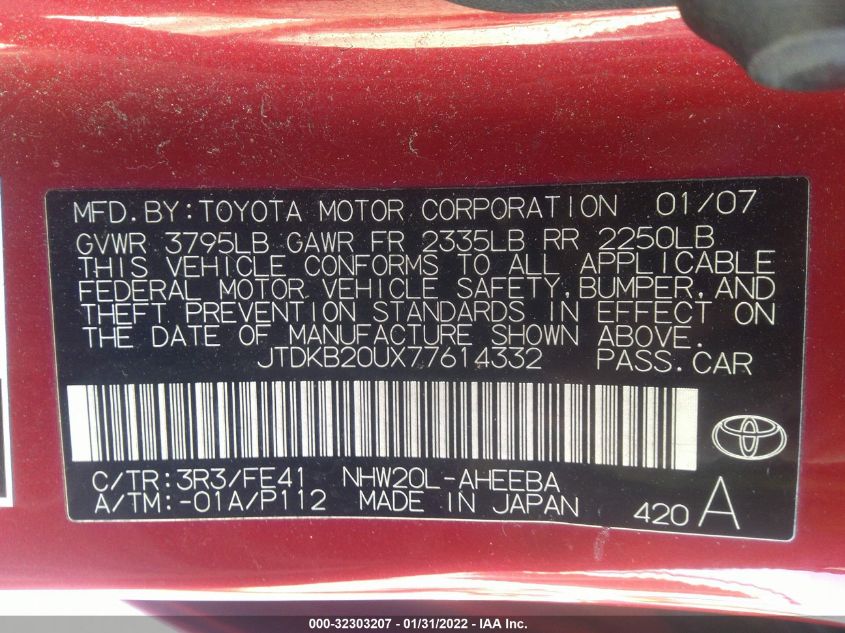 MFD.BY:TOYOTA MOTOR CORPORATION 01/07
GVWR 3795LB GAWR FR 2335LB RR 2250LB
THIS VEHICLE CONFORMS TO ALL APPLICABLE
FEDERAL MOTOR VEHICLE SAFETY,BUMPER,AND
THEFT PREVENTION STANDARDS IN EFFECT ON
THE DATE OF MANUFACTURE SHOWN ABOVE.
JTDKB20UX77614332 PASS.CAR
C/TR:3R3/FE41 NHW20L-AHEEBA
A/TM:-01A/P112 MADE IN JAPAN 420 A
000-32303207 - 01/31/2022 - IAA Inc.